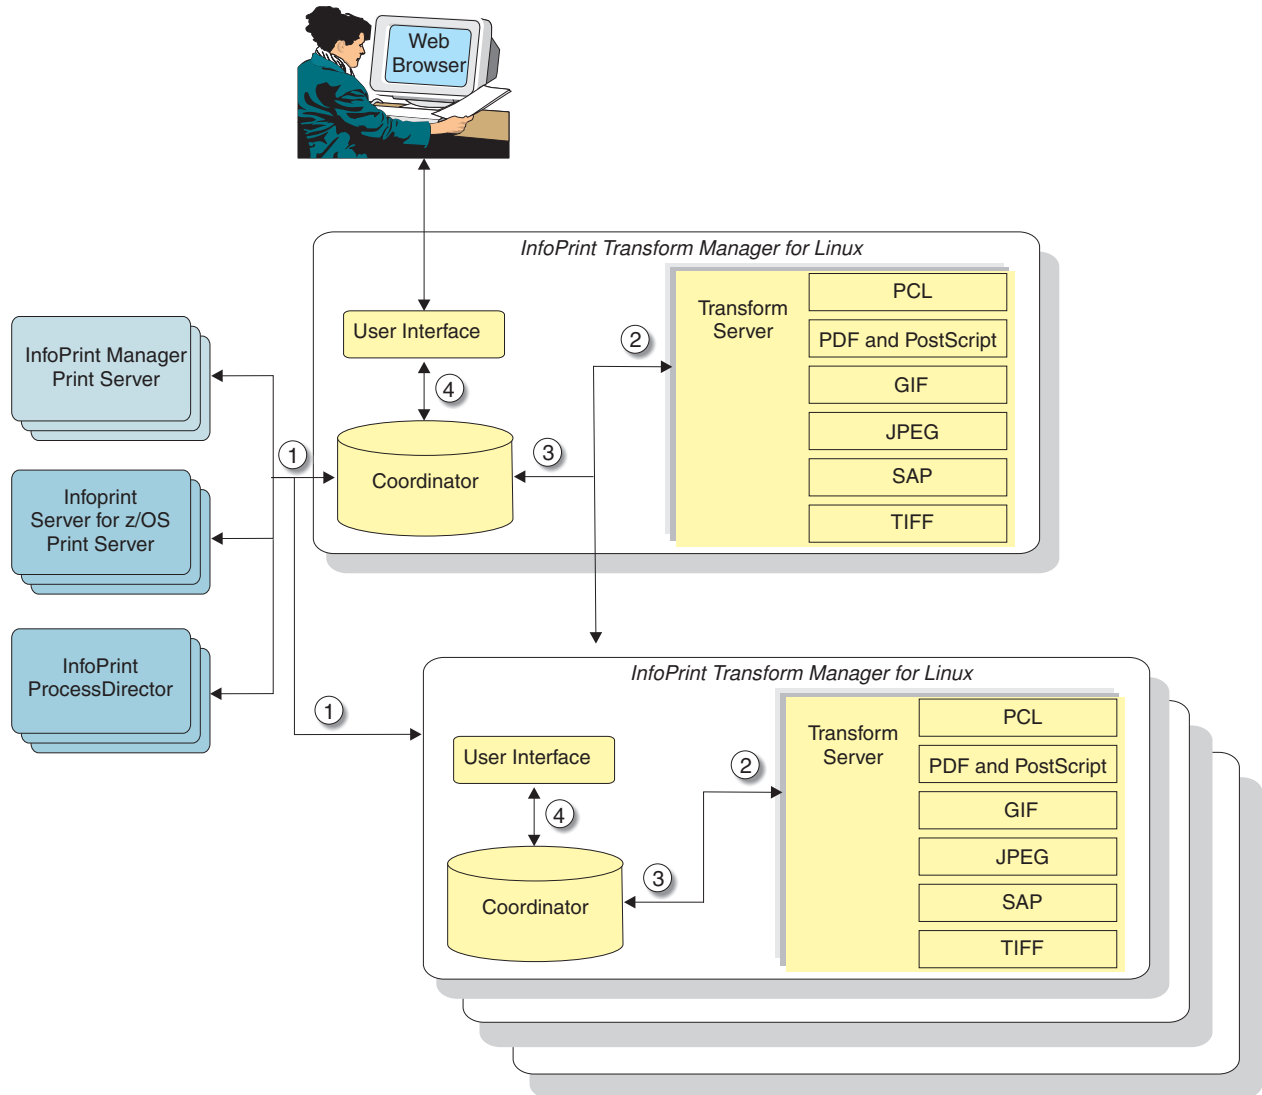 Web
Browser
InfoPrint Transform Manager for Linux
Transform
Server
PCL
PDF and PostScript
GIF
JPEG
SAP
TIFF
User Interface
2
4
3
1
Coordinator
InfoPrint Manager
Print Server
Infoprint
Server for z/OS
Print Server
InfoPrint
ProcessDirector
1
InfoPrint Transform Manager for Linux
Transform
Server
PCL
PDF and PostScript
GIF
JPEG
SAP
TIFF
User Interface
2
4
3
Coordinator